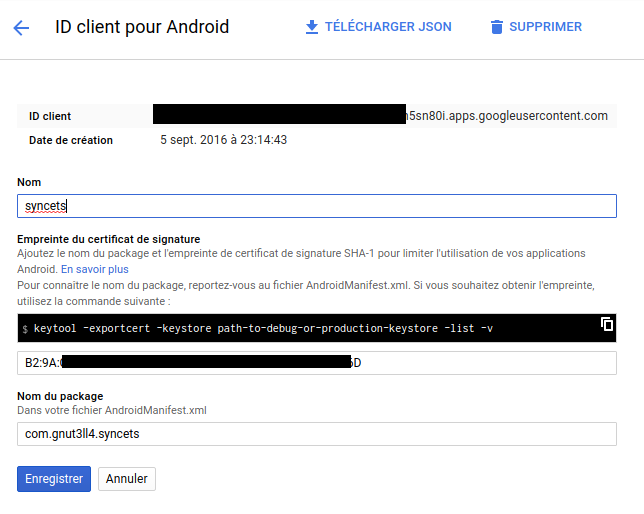 ID client pour Android
TÉLÉCHARGER JSON
SUPPRIMER
ID client
n5sn80i.apps.googleusercontent.com
Date de création
5 sept. 2016 à 23:14:43
Nom
syncets
Empreinte du certificat de signature
Ajoutez le nom du package et l'empreinte de certificat de signature SHA-1 pour limiter l'utilisation de vos applications
Android. En savoir plus
Pour connaitre le nom du package, reportez-vous au fichier AndroidManifest.xml. Si vous souhaitez obtenir l'empreinte,
utilisez la commande suivante :
$ keytool -exportcert -keystore path-to-debug-or-production-keystore -list -v
B2:9A:
Nom du package
Dans votre fichier AndroidManifest.xml
com.gnut3ll4.syncets
Enregistrer
Annuler